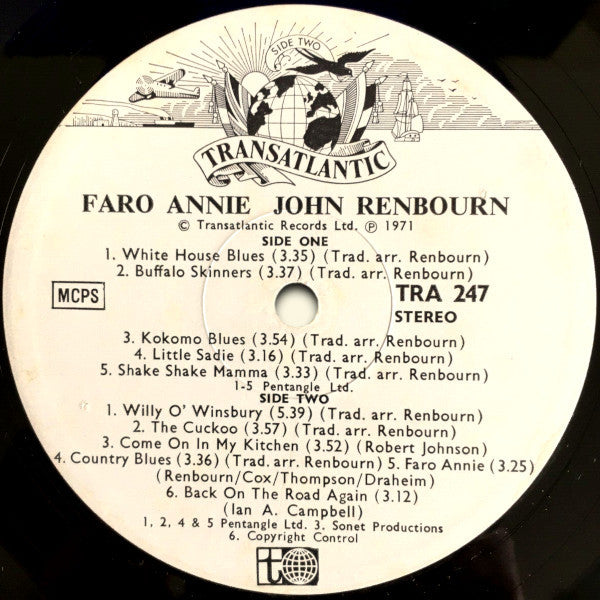 SIDE TWO
TRANSATLANTIC
FARO ANNIE JOHN RENBOURN
© Transatlantic Records Ltd. ℗ 1971
SIDE ONE
1. White House Blues (3.35) (Trad. arr. Renbourn)
2. Buffalo Skinners (3.37) (Trad. arr. Renbourn)
MCPS
TRA 247
STEREO
3. Kokomo Blues (3.54) (Trad. arr. Renbourn)
4. Little Sadie (3.16) (Trad. arr. Renbourn)
5. Shake Shake Mamma (3.33) (Trad. arr. Renbourn)
1-5 Pentangle Ltd.
SIDE TWO
1. Willy O' Winsbury (5.39) (Trad. arr. Renbourn)
2. The Cuckoo (3.57) (Trad. arr. Renbourn)
3. Come On In My Kitchen (3.52) (Robert Johnson)
4. Country Blues (3.36) (Trad. arr. Renbourn) 5. Faro Annie (3.25)
(Renbourn/Cox/Thompson/Draheim)
6. Back On The Road Again (3.12)
(Ian A. Campbell)
1, 2, 4 & 5 Pentangle Ltd. 3. Sonet Productions
6. Copyright Control
t